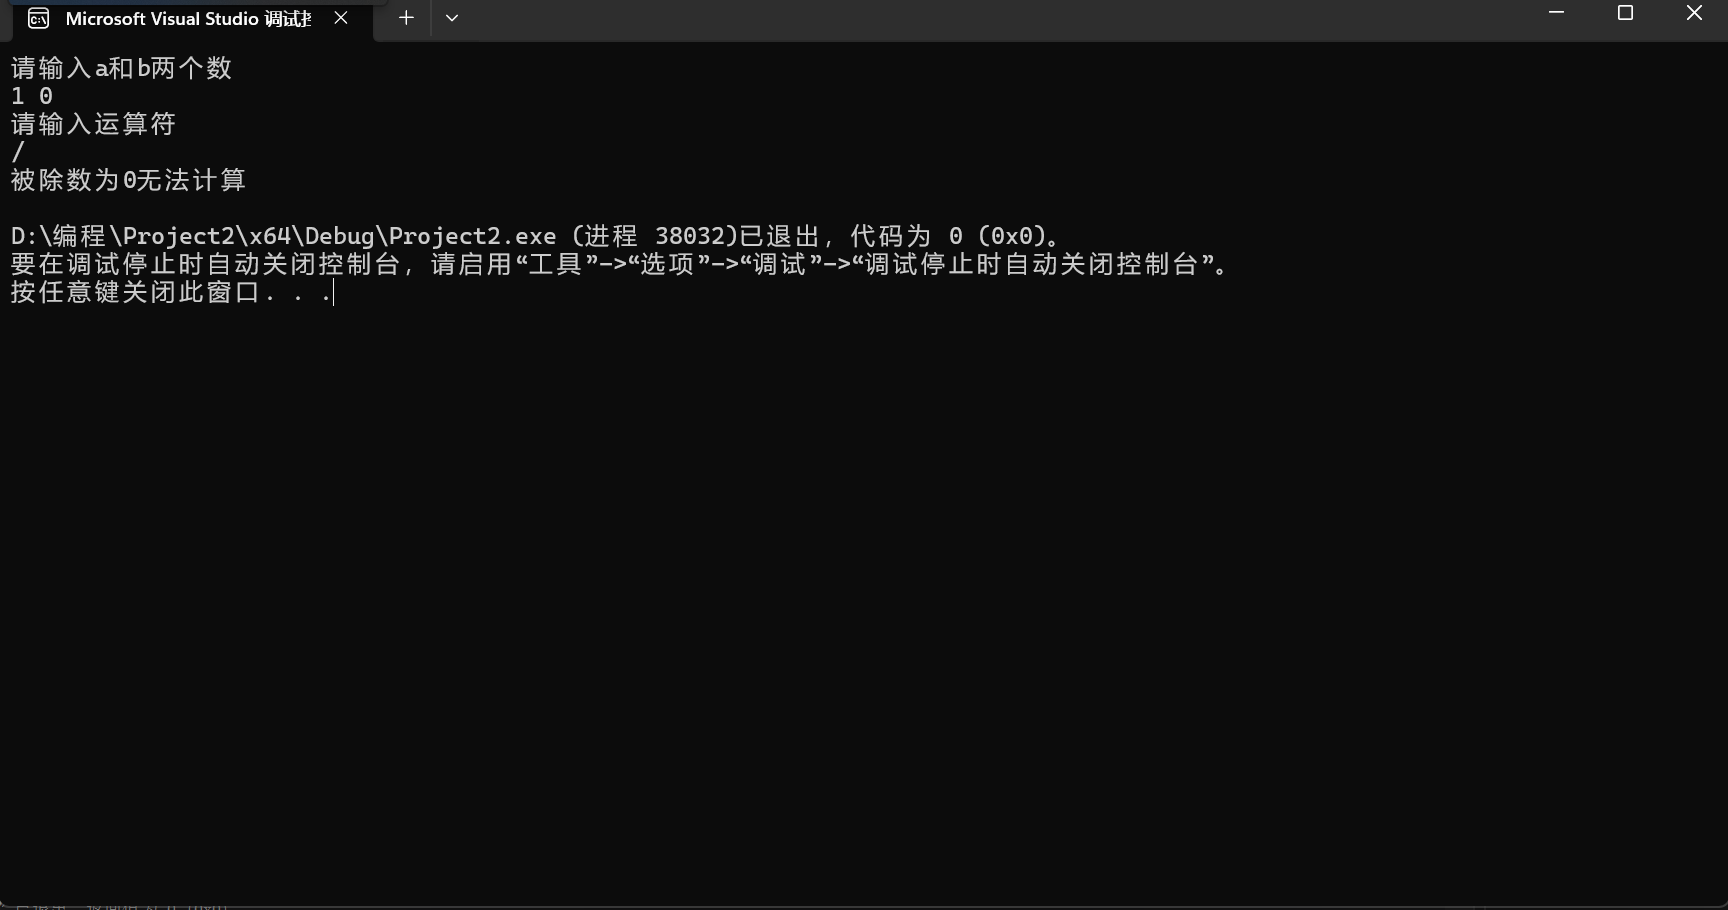 Microsoft Visual Studio 调试
请输入a和b两个数
1 0
请输入运算符
/
被除数为0无法计算
D:\编程\Project2\x64\Debug\Project2.exe (进程 38032)已退出，代码为 0 (0x0)。
要在调试停止时自动关闭控制台，请启用“工具”->“选项”->“调试”->“调试停止时自动关闭控制台”。
按任意键关闭此窗口. . .